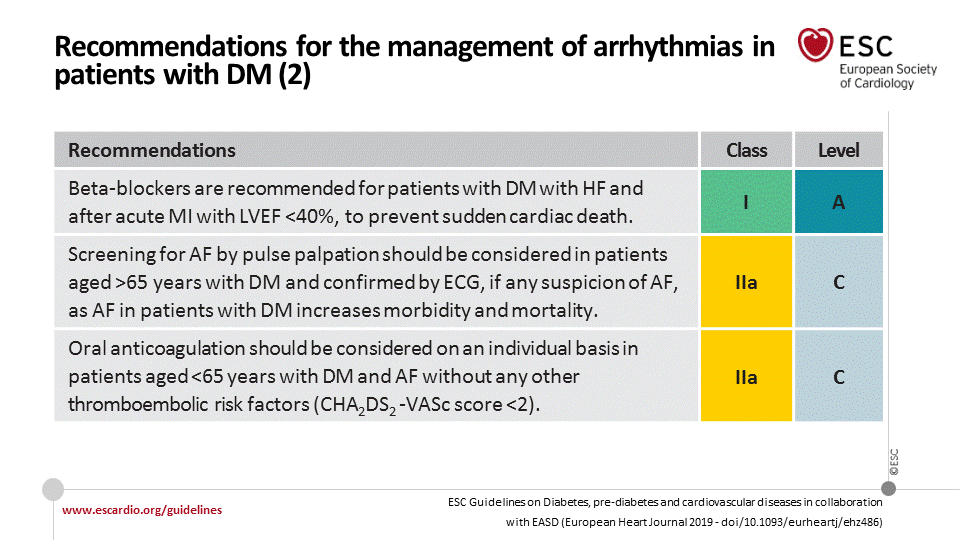 Recommendations for the management of arrhythmias in
patients with DM (2)
ESC
European Society
of Cardiology
Recommendations Class Level
Beta-blockers are recommended for patients with DM with HF and
after acute MI with LVEF <40%, to prevent sudden cardiac death.
I A
Screening for AF by pulse palpation should be considered in patients
aged >65 years with DM and confirmed by ECG, if any suspicion of AF,
as AF in patients with DM increases morbidity and mortality.
IIa C
Oral anticoagulation should be considered on an individual basis in
patients aged <65 years with DM and AF without any other
thromboembolic risk factors (CHA₂DS₂ -VASc score <2).
IIa C
©ESC
www.escardio.org/guidelines
ESC Guidelines on Diabetes, pre-diabetes and cardiovascular diseases in collaboration
with EASD (European Heart Journal 2019 - doi/10.1093/eurheartj/ehz486)